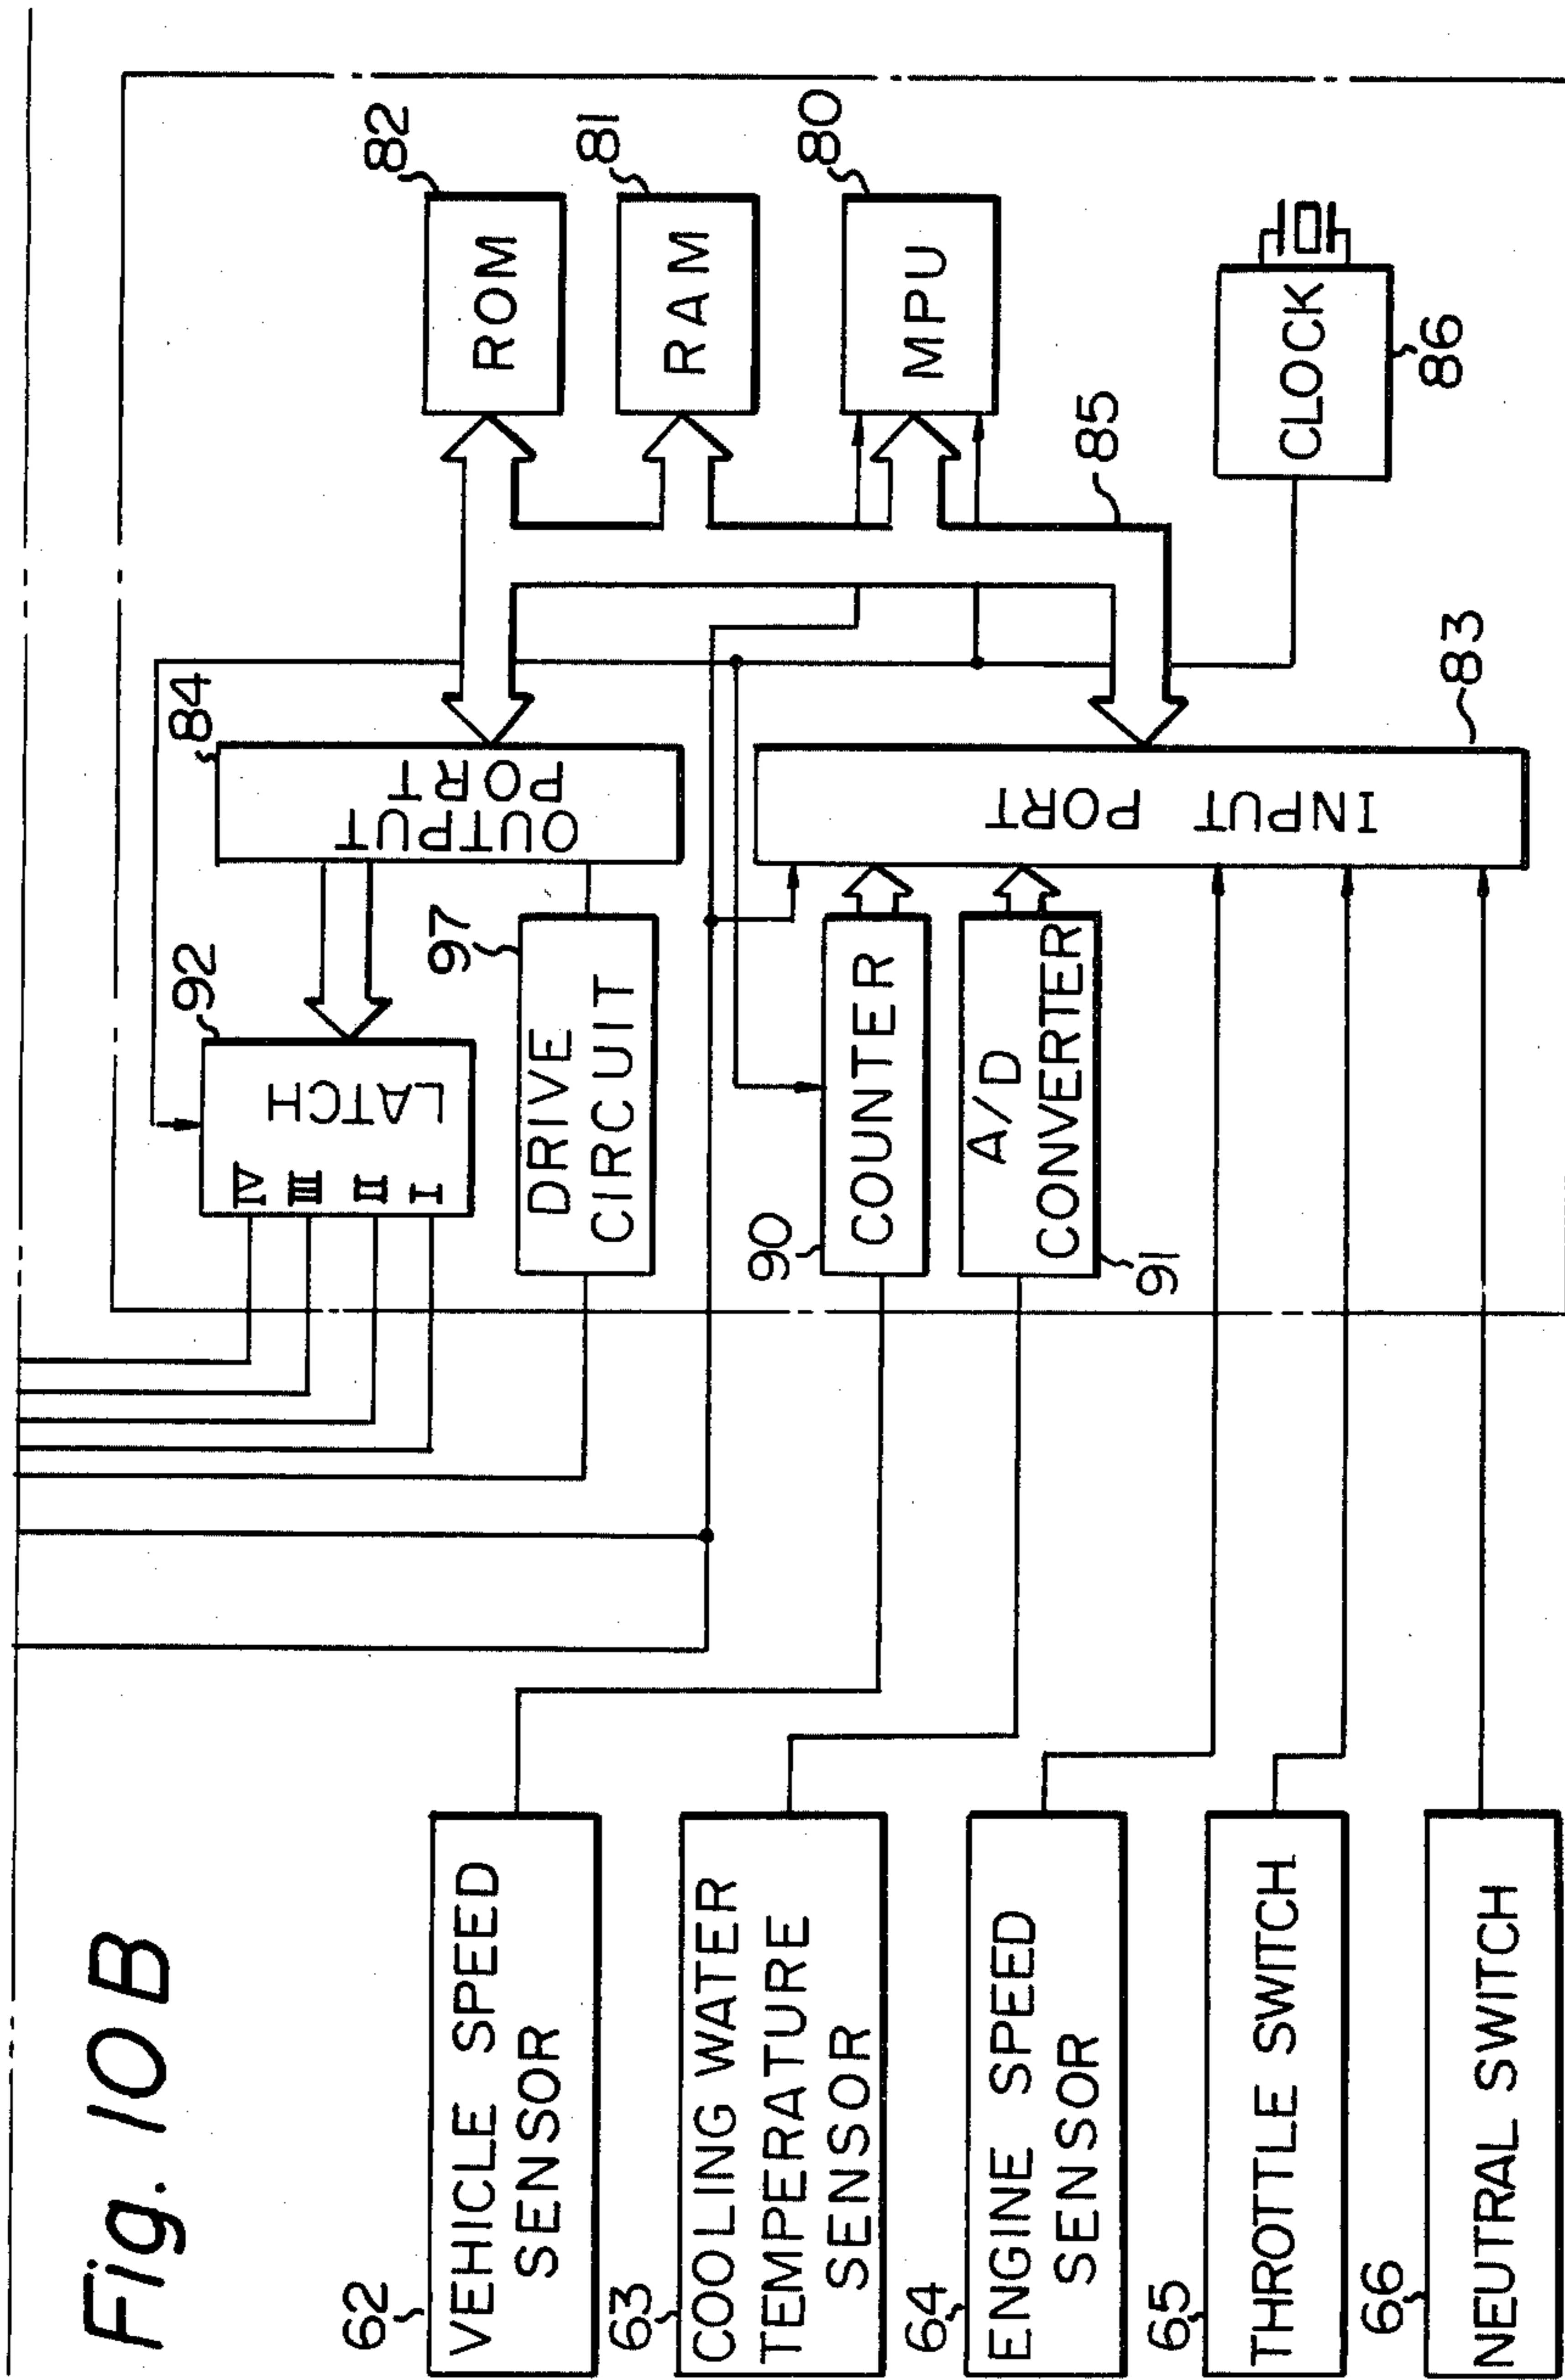 Fig. 10 B
62
VEHICLE SPEED
SENSOR
63
COOLING WATER
TEMPERATURE
SENSOR
64
ENGINE SPEED
SENSOR
65
THROTTLE SWITCH
66
NEUTRAL SWITCH
92
LATCH
IV
III
II
I
97
DRIVE
CIRCUIT
90
COUNTER
A/D
CONVERTER
91
84
OUTPUT
PORT
INPUT PORT
83
82
ROM
81
RAM
80
MPU
85
CLOCK
86